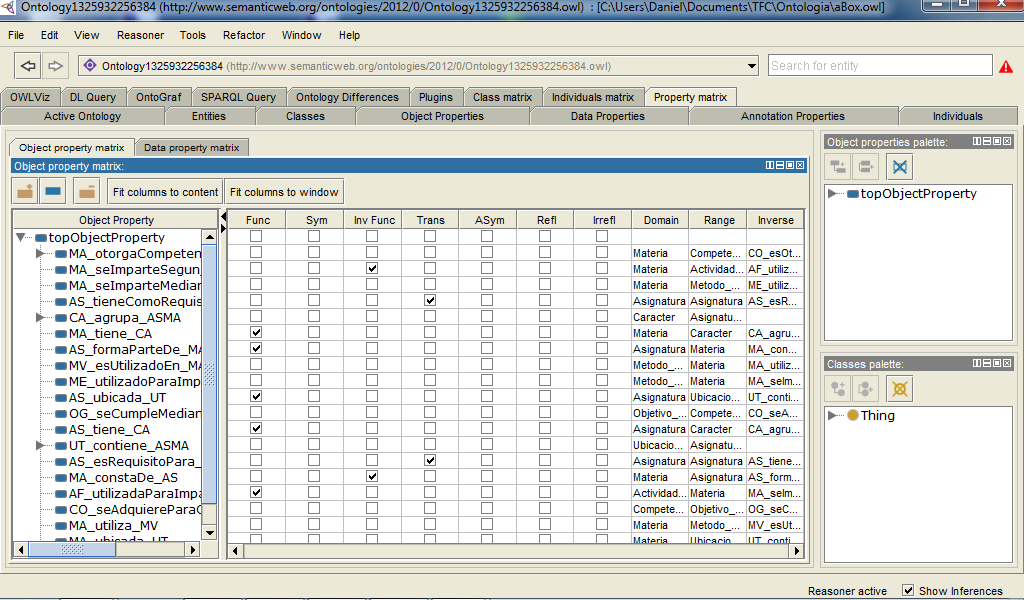 Ontology1325932256384 (http://www.semanticweb.org/ontologies/2012/0/Ontology1325932256384.owl) : [C:\Users\Daniel\Documents\TFC\Ontologia\aBox.owl]
File Edit View Reasoner Tools Refactor Window Help
Ontology1325932256384 (http://www.semanticweb.org/ontologies/2012/0/Ontology1325932256384.owl)
Search for entity
OWLViz DL Query OntoGraf SPARQL Query Ontology Differences Plugins Class matrix Individuals matrix Property matrix
Active Ontology Entities Classes Object Properties Data Properties Annotation Properties Individuals
Object property matrix Data property matrix
Object property matrix:
Fit columns to content Fit columns to window
Object Property Func Sym Inv Func Trans ASym Refl Irrefl Domain Range Inverse
topObjectProperty
MA_otorgaCompeten Materia Compete... CO_esOt...
MA_seImparteSegun Materia Actividad... AF_utiliz...
MA_seImparteMedian Materia Metodo_... ME_utiliz...
AS_tieneComoRequis Asignatura Asignatura AS_esR...
CA_agrupa_ASMA Caracter Asignatu...
MA_tiene_CA Materia Caracter CA_agru...
AS_formaParteDe_MA Asignatura Materia MA_con...
MV_esUtilizadoEn_MA Metodo_... Materia MA_utiliz...
ME_utilizadoParaImp Metodo_... Materia MA_seIm...
AS_ubicada_UT Asignatura Ubicacio... UT_conti...
OG_seCumpleMedian Objetivo_... Compete... CO_seA...
AS_tiene_CA Asignatura Caracter CA_agru...
UT_contiene_ASMA Ubicacio... Asignatu...
AS_esRequisitoPara_ Asignatura Asignatura AS_tiene...
MA_constaDe_AS Materia Asignatura AS_form...
AF_utilizadaParaImpa Actividad... Materia MA_seIm...
CO_seAdquiereParaC Compete... Objetivo_... OG_seC...
MA_utiliza_MV Materia Metodo_... MV_esUt...
MA_ubicada_UT Materia Ubicacio... UT_conti...
Object properties palette:
topObjectProperty
Classes palette:
Thing
Reasoner active Show Inferences